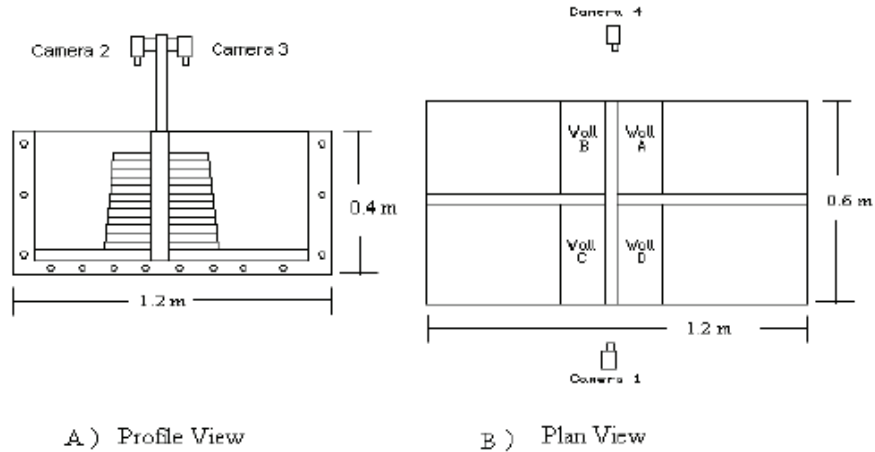 Camera 4
Camera 2
Camera 3
Wall B
Wall A
0.4 m
0.6 m
Wall C
Wall D
1.2 m
1.2 m
Camera 1
A ) Profile View
B ) Plan View